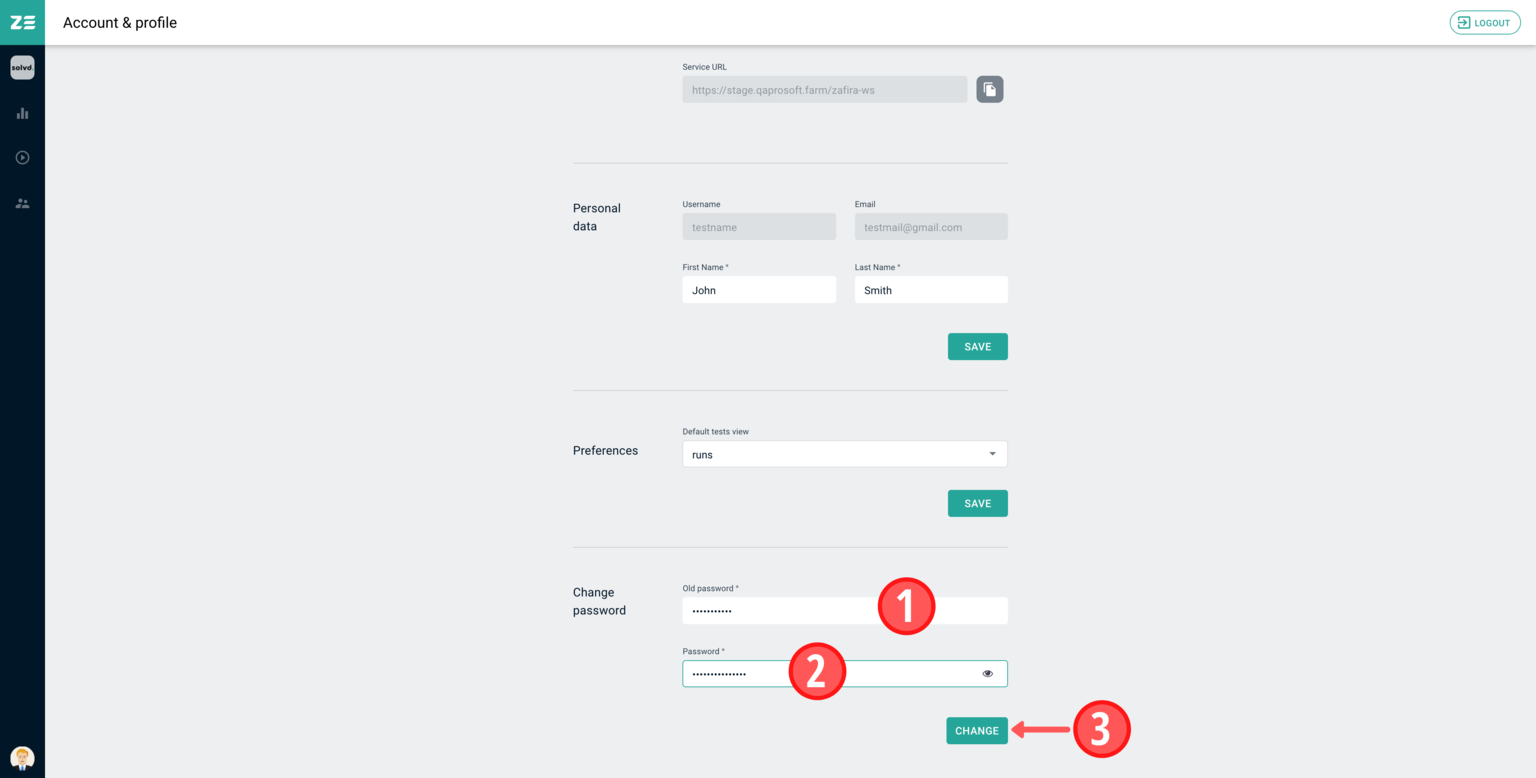 ZE
Account & profile
LOGOUT
solvd.
Service URL
https://stage.qaprosoft.farm/zafira-ws
Personal
data
Username
Email
testname
testmail@gmail.com
First Name *
Last Name *
John
Smith
SAVE
Preferences
Default tests view
runs
SAVE
Change
password
Old password *
•••••••••••
1
Password *
•••••••••••••••
2
CHANGE
3